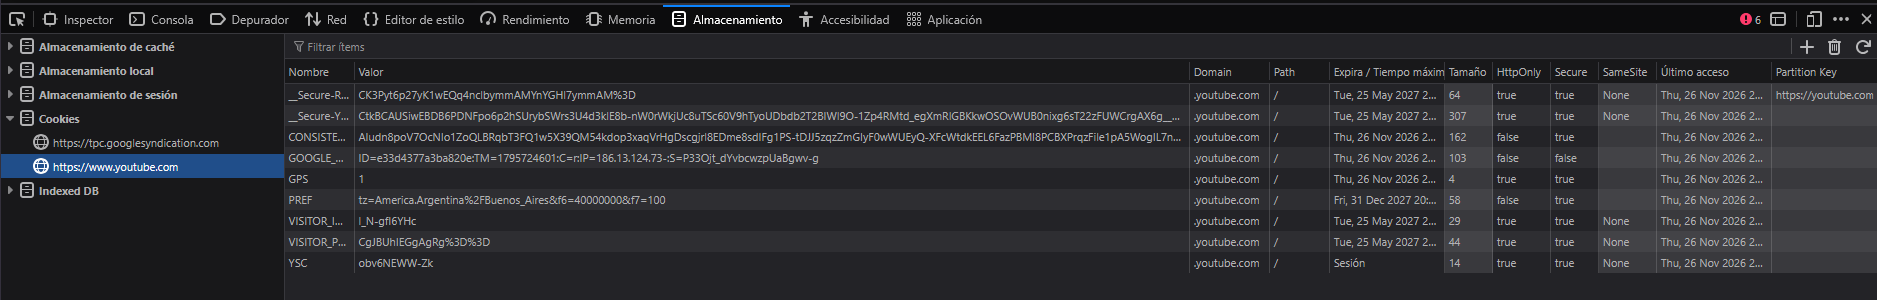 Inspector Consola Depurador Red Editor de estilo Rendimiento Memoria Almacenamiento Accesibilidad Aplicación 6
Almacenamiento de caché
Almacenamiento local
Almacenamiento de sesión
Cookies
https://tpc.googlesyndication.com
https://www.youtube.com
Indexed DB
Filtrar ítems
Nombre Valor Domain Path Expira / Tiempo máxim Tamaño HttpOnly Secure SameSite Último acceso Partition Key
__Secure-R... CK3Pyt6p27yK1wEQq4nclbymmAMYnYGHl7ymmAM%3D .youtube.com / Tue, 25 May 2027 2... 64 true true None Thu, 26 Nov 2026 2... https://youtube.com
__Secure-Y... .youtube.com / Tue, 25 May 2027 2... 307 true true None Thu, 26 Nov 2026 2...
CONSISTE... .youtube.com / Thu, 26 Nov 2026 2... 162 false true Thu, 26 Nov 2026 2...
GOOGLE_... ID=e33d4377a3ba820e:TM=1795724601:C=r:IP=186.13.124.73-:S=P33Ojt_dYvbcwzpUaBgwv-g .youtube.com / Thu, 26 Nov 2026 2... 103 false false Thu, 26 Nov 2026 2...
GPS 1 .youtube.com / Thu, 26 Nov 2026 2... 4 true true Thu, 26 Nov 2026 2...
PREF tz=America.Argentina%2FBuenos_Aires&f6=40000000&f7=100 .youtube.com / Fri, 31 Dec 2027 20:... 58 false true Thu, 26 Nov 2026 2...
VISITOR_I... I_N-gfI6YHc .youtube.com / Tue, 25 May 2027 2... 29 true true None Thu, 26 Nov 2026 2...
VISITOR_P... CgJBUhIEGgAgRg%3D%3D .youtube.com / Tue, 25 May 2027 2... 44 true true None Thu, 26 Nov 2026 2...
YSC obv6NEWW-Zk .youtube.com / Sesión 14 true true None Thu, 26 Nov 2026 2...